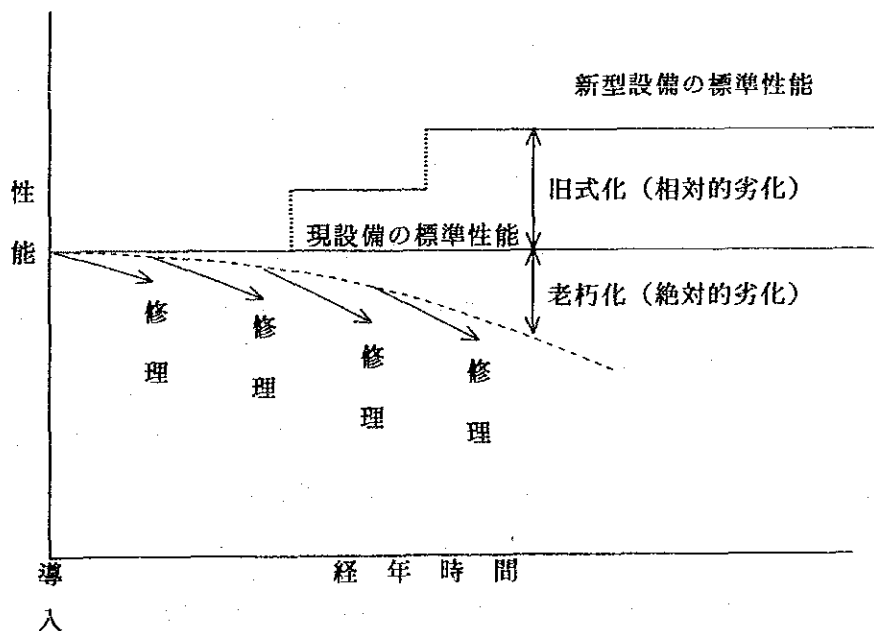 新型設備の標準性能
旧式化（相対的劣化）
性能
現設備の標準性能
老朽化（絶対的劣化）
修理
修理
修理
修理
経年時間
導入